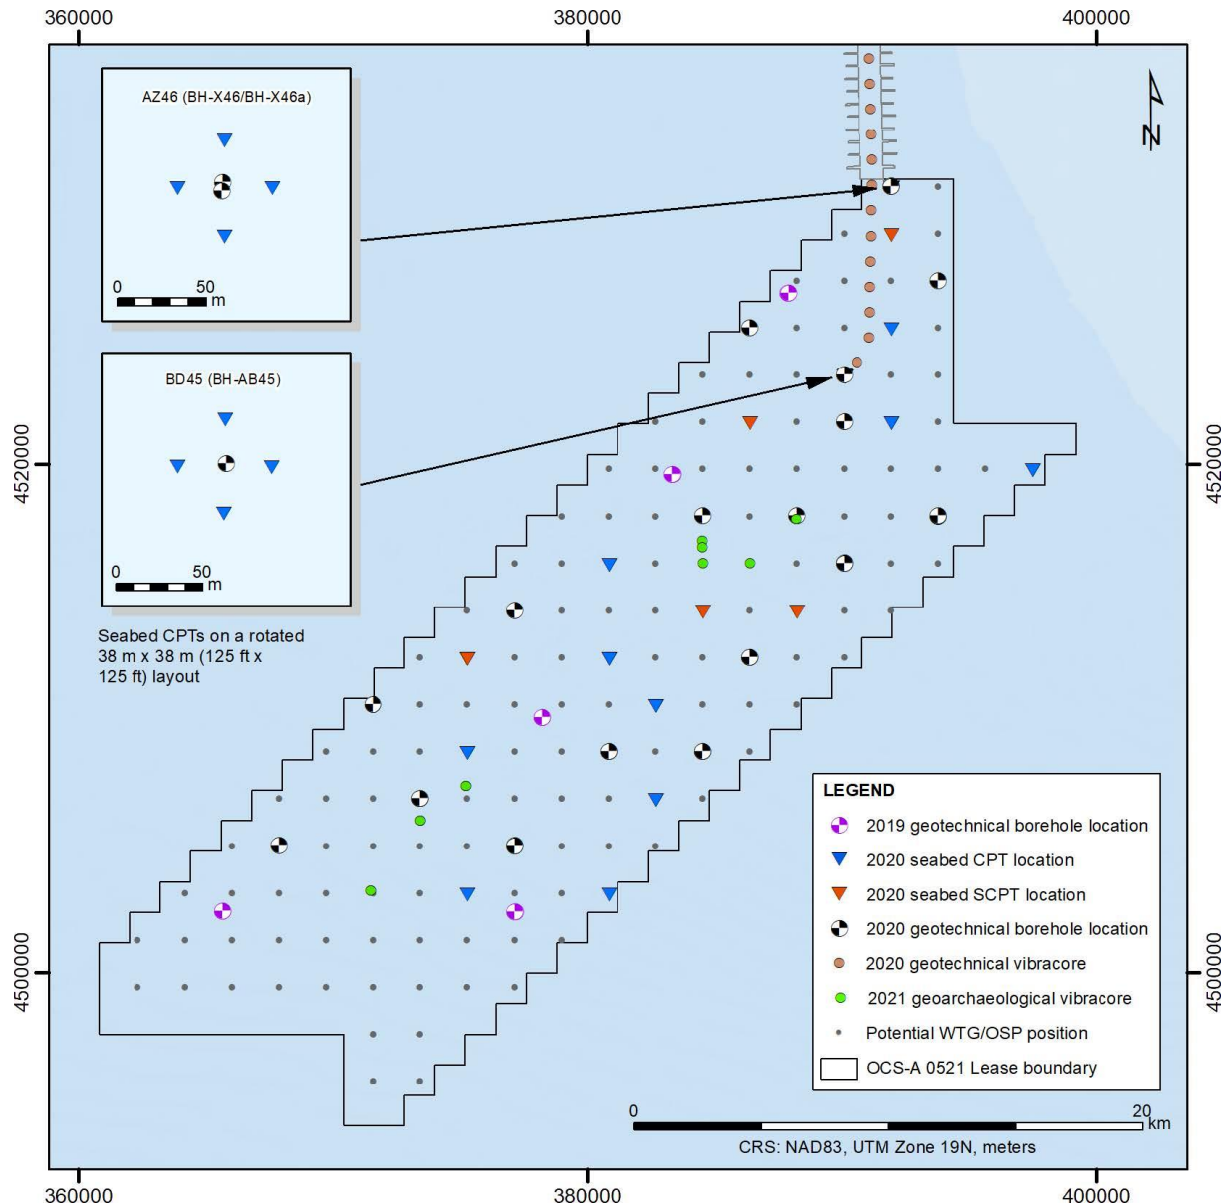 360000
380000
400000
AZ46 (BH-X46/BH-X46a)
0
50
m
N
BD45 (BH-AB45)
0
50
m
4520000
4520000
Seabed CPTs on a rotated
38 m x 38 m (125 ft x
125 ft) layout
LEGEND
2019 geotechnical borehole location
2020 seabed CPT location
2020 seabed SCPT location
2020 geotechnical borehole location
2020 geotechnical vibracore
2021 geoarchaeological vibracore
Potential WTG/OSP position
OCS-A 0521 Lease boundary
4500000
4500000
0
20
km
CRS: NAD83, UTM Zone 19N, meters
360000
380000
400000